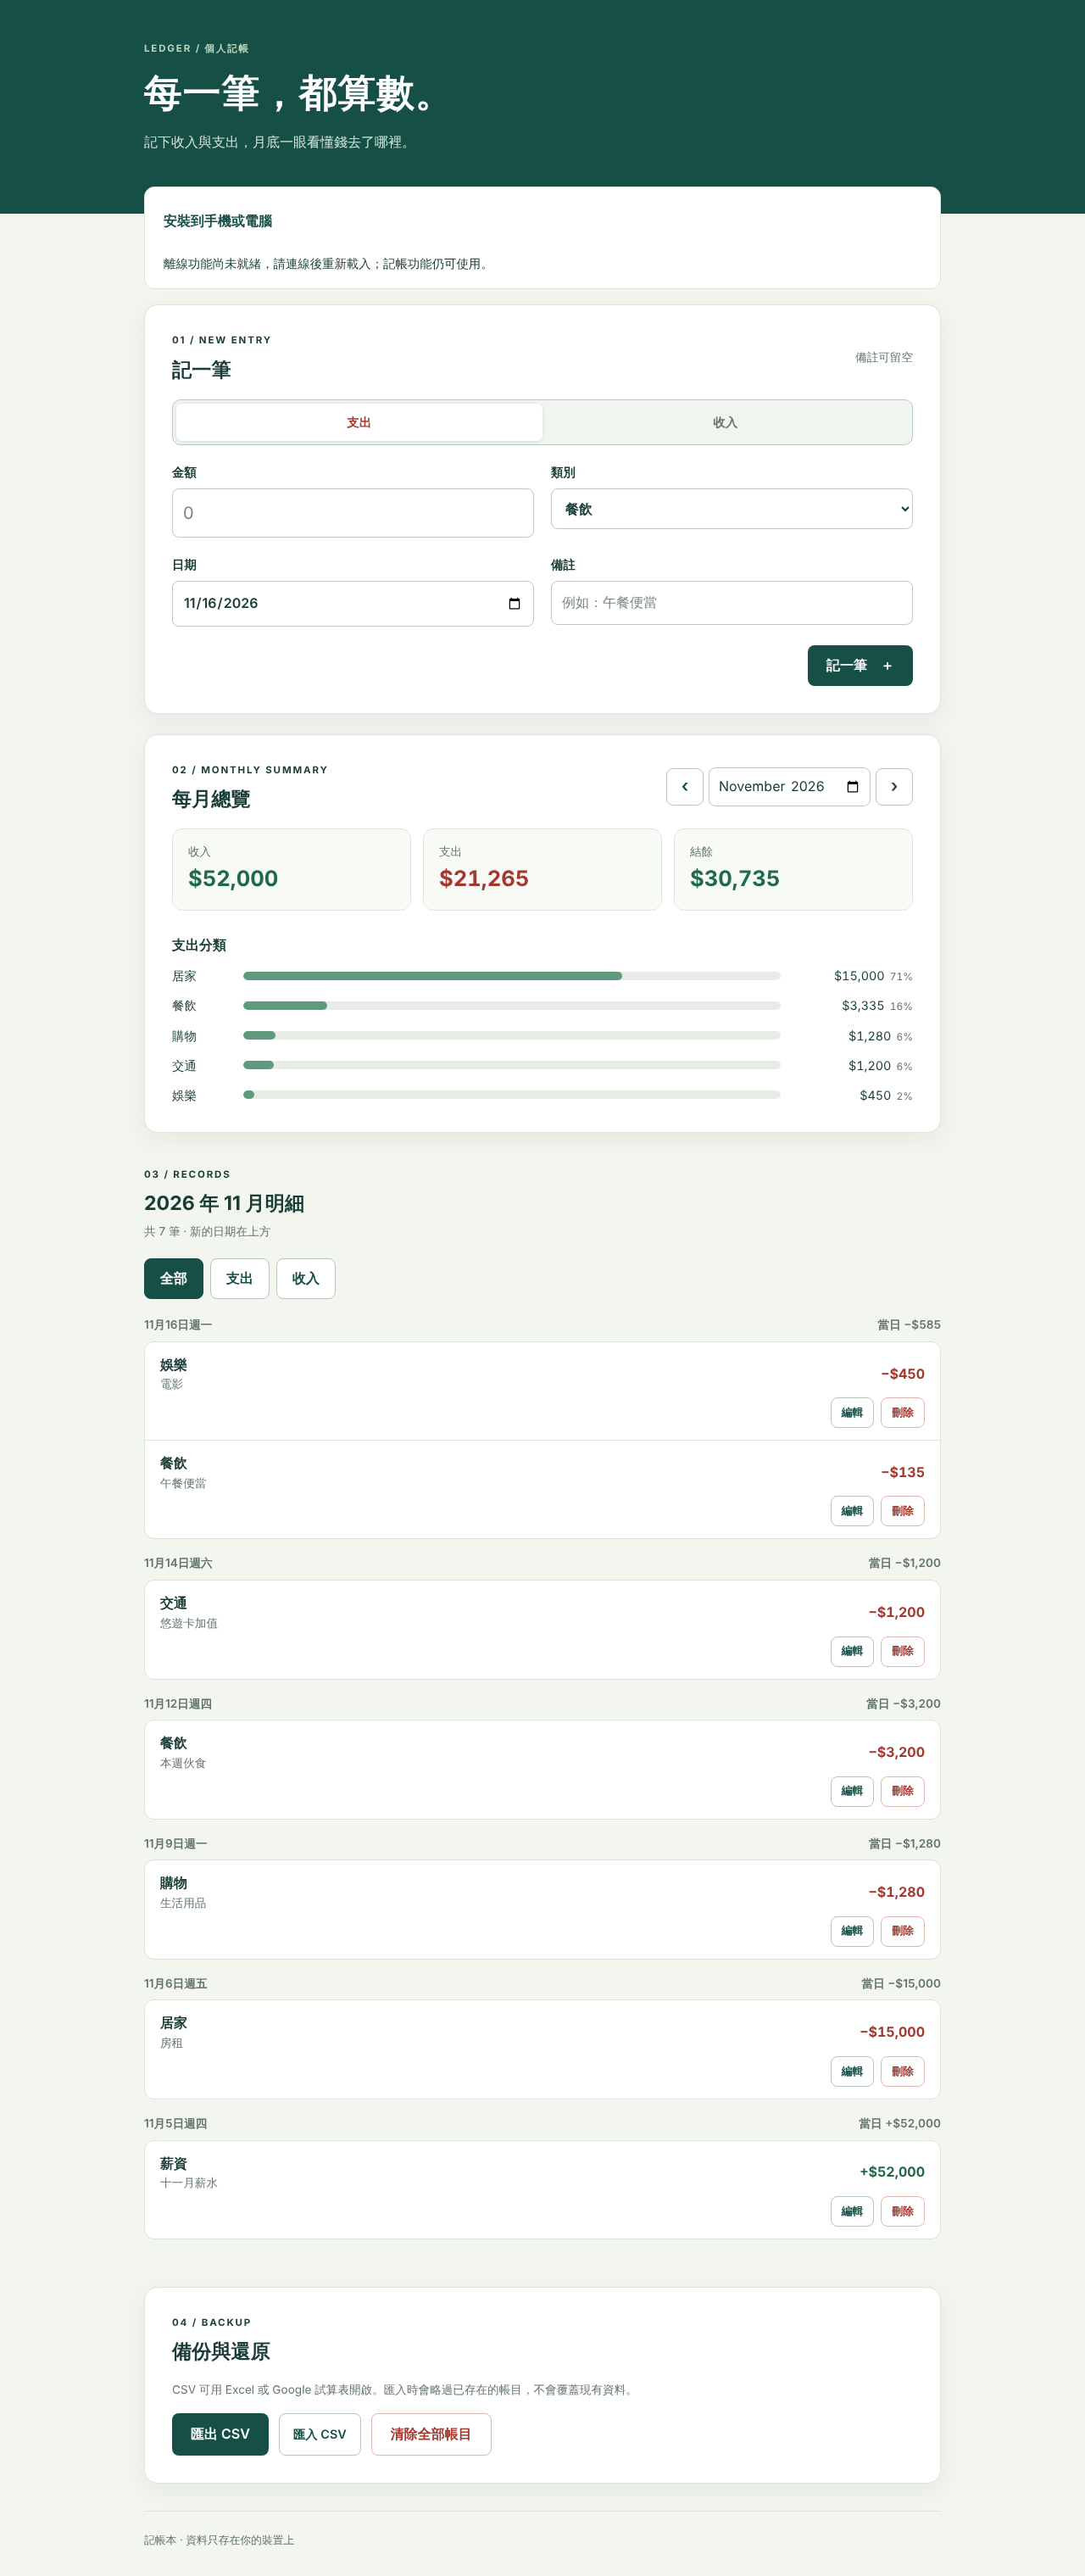 LEDGER / 個人記帳
每一筆，都算數。
記下收入與支出，月底一眼看懂錢去了哪裡。
安裝到手機或電腦
離線功能尚未就緒，請連線後重新載入；記帳功能仍可使用。
01 / NEW ENTRY
記一筆
備註可留空
支出
收入
金額
類別
0
餐飲
日期
備註
11/16/2026
例如：午餐便當
記一筆 ＋
02 / MONTHLY SUMMARY
每月總覽
‹
November 2026
›
收入
$52,000
支出
$21,265
結餘
$30,735
支出分類
居家 $15,000 71%
餐飲 $3,335 16%
購物 $1,280 6%
交通 $1,200 6%
娛樂 $450 2%
03 / RECORDS
2026 年 11 月明細
共 7 筆 · 新的日期在上方
全部
支出
收入
11月16日週一 當日 −$585
娛樂
電影
−$450
編輯
刪除
餐飲
午餐便當
−$135
編輯
刪除
11月14日週六 當日 −$1,200
交通
悠遊卡加值
−$1,200
編輯
刪除
11月12日週四 當日 −$3,200
餐飲
本週伙食
−$3,200
編輯
刪除
11月9日週一 當日 −$1,280
購物
生活用品
−$1,280
編輯
刪除
11月6日週五 當日 −$15,000
居家
房租
−$15,000
編輯
刪除
11月5日週四 當日 +$52,000
薪資
十一月薪水
+$52,000
編輯
刪除
04 / BACKUP
備份與還原
CSV 可用 Excel 或 Google 試算表開啟。匯入時會略過已存在的帳目，不會覆蓋現有資料。
匯出 CSV
匯入 CSV
清除全部帳目
記帳本 · 資料只存在你的裝置上